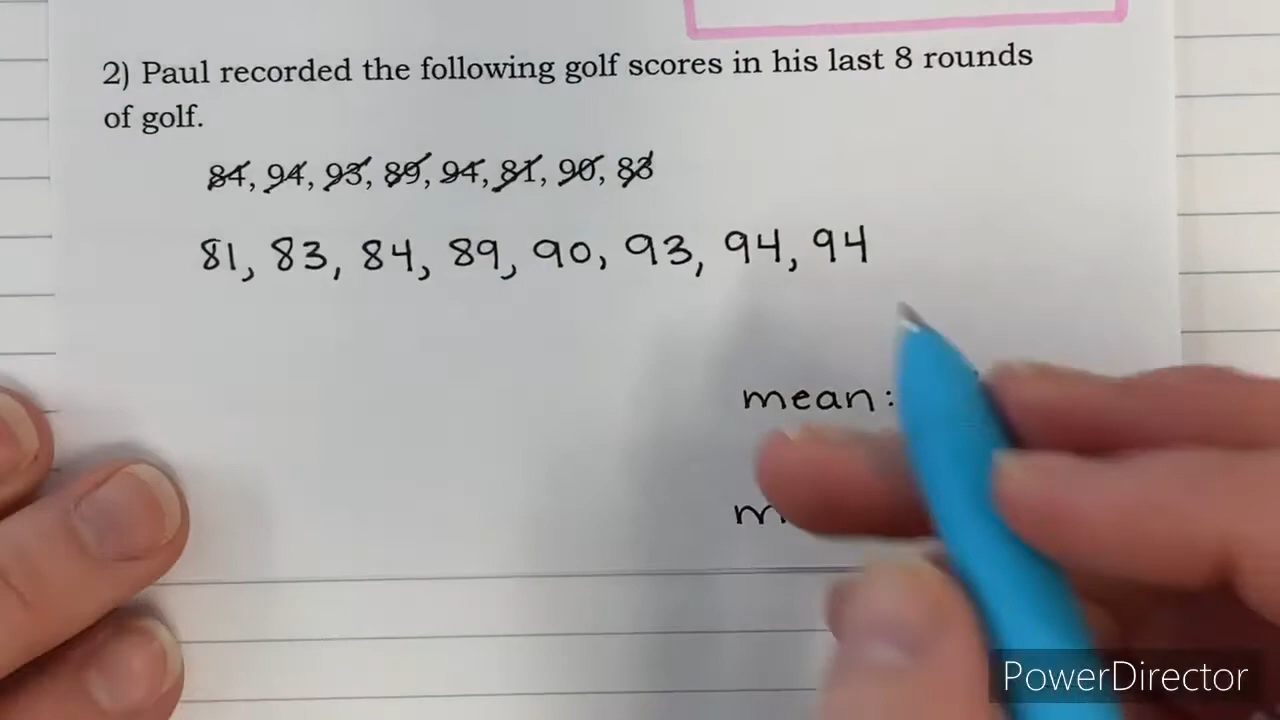 2) Paul recorded the following golf scores in his last 8 rounds
of golf.
84, 94, 93, 89, 94, 81, 90, 83
81, 83, 84, 89, 90, 93, 94, 94
mean:
PowerDirector